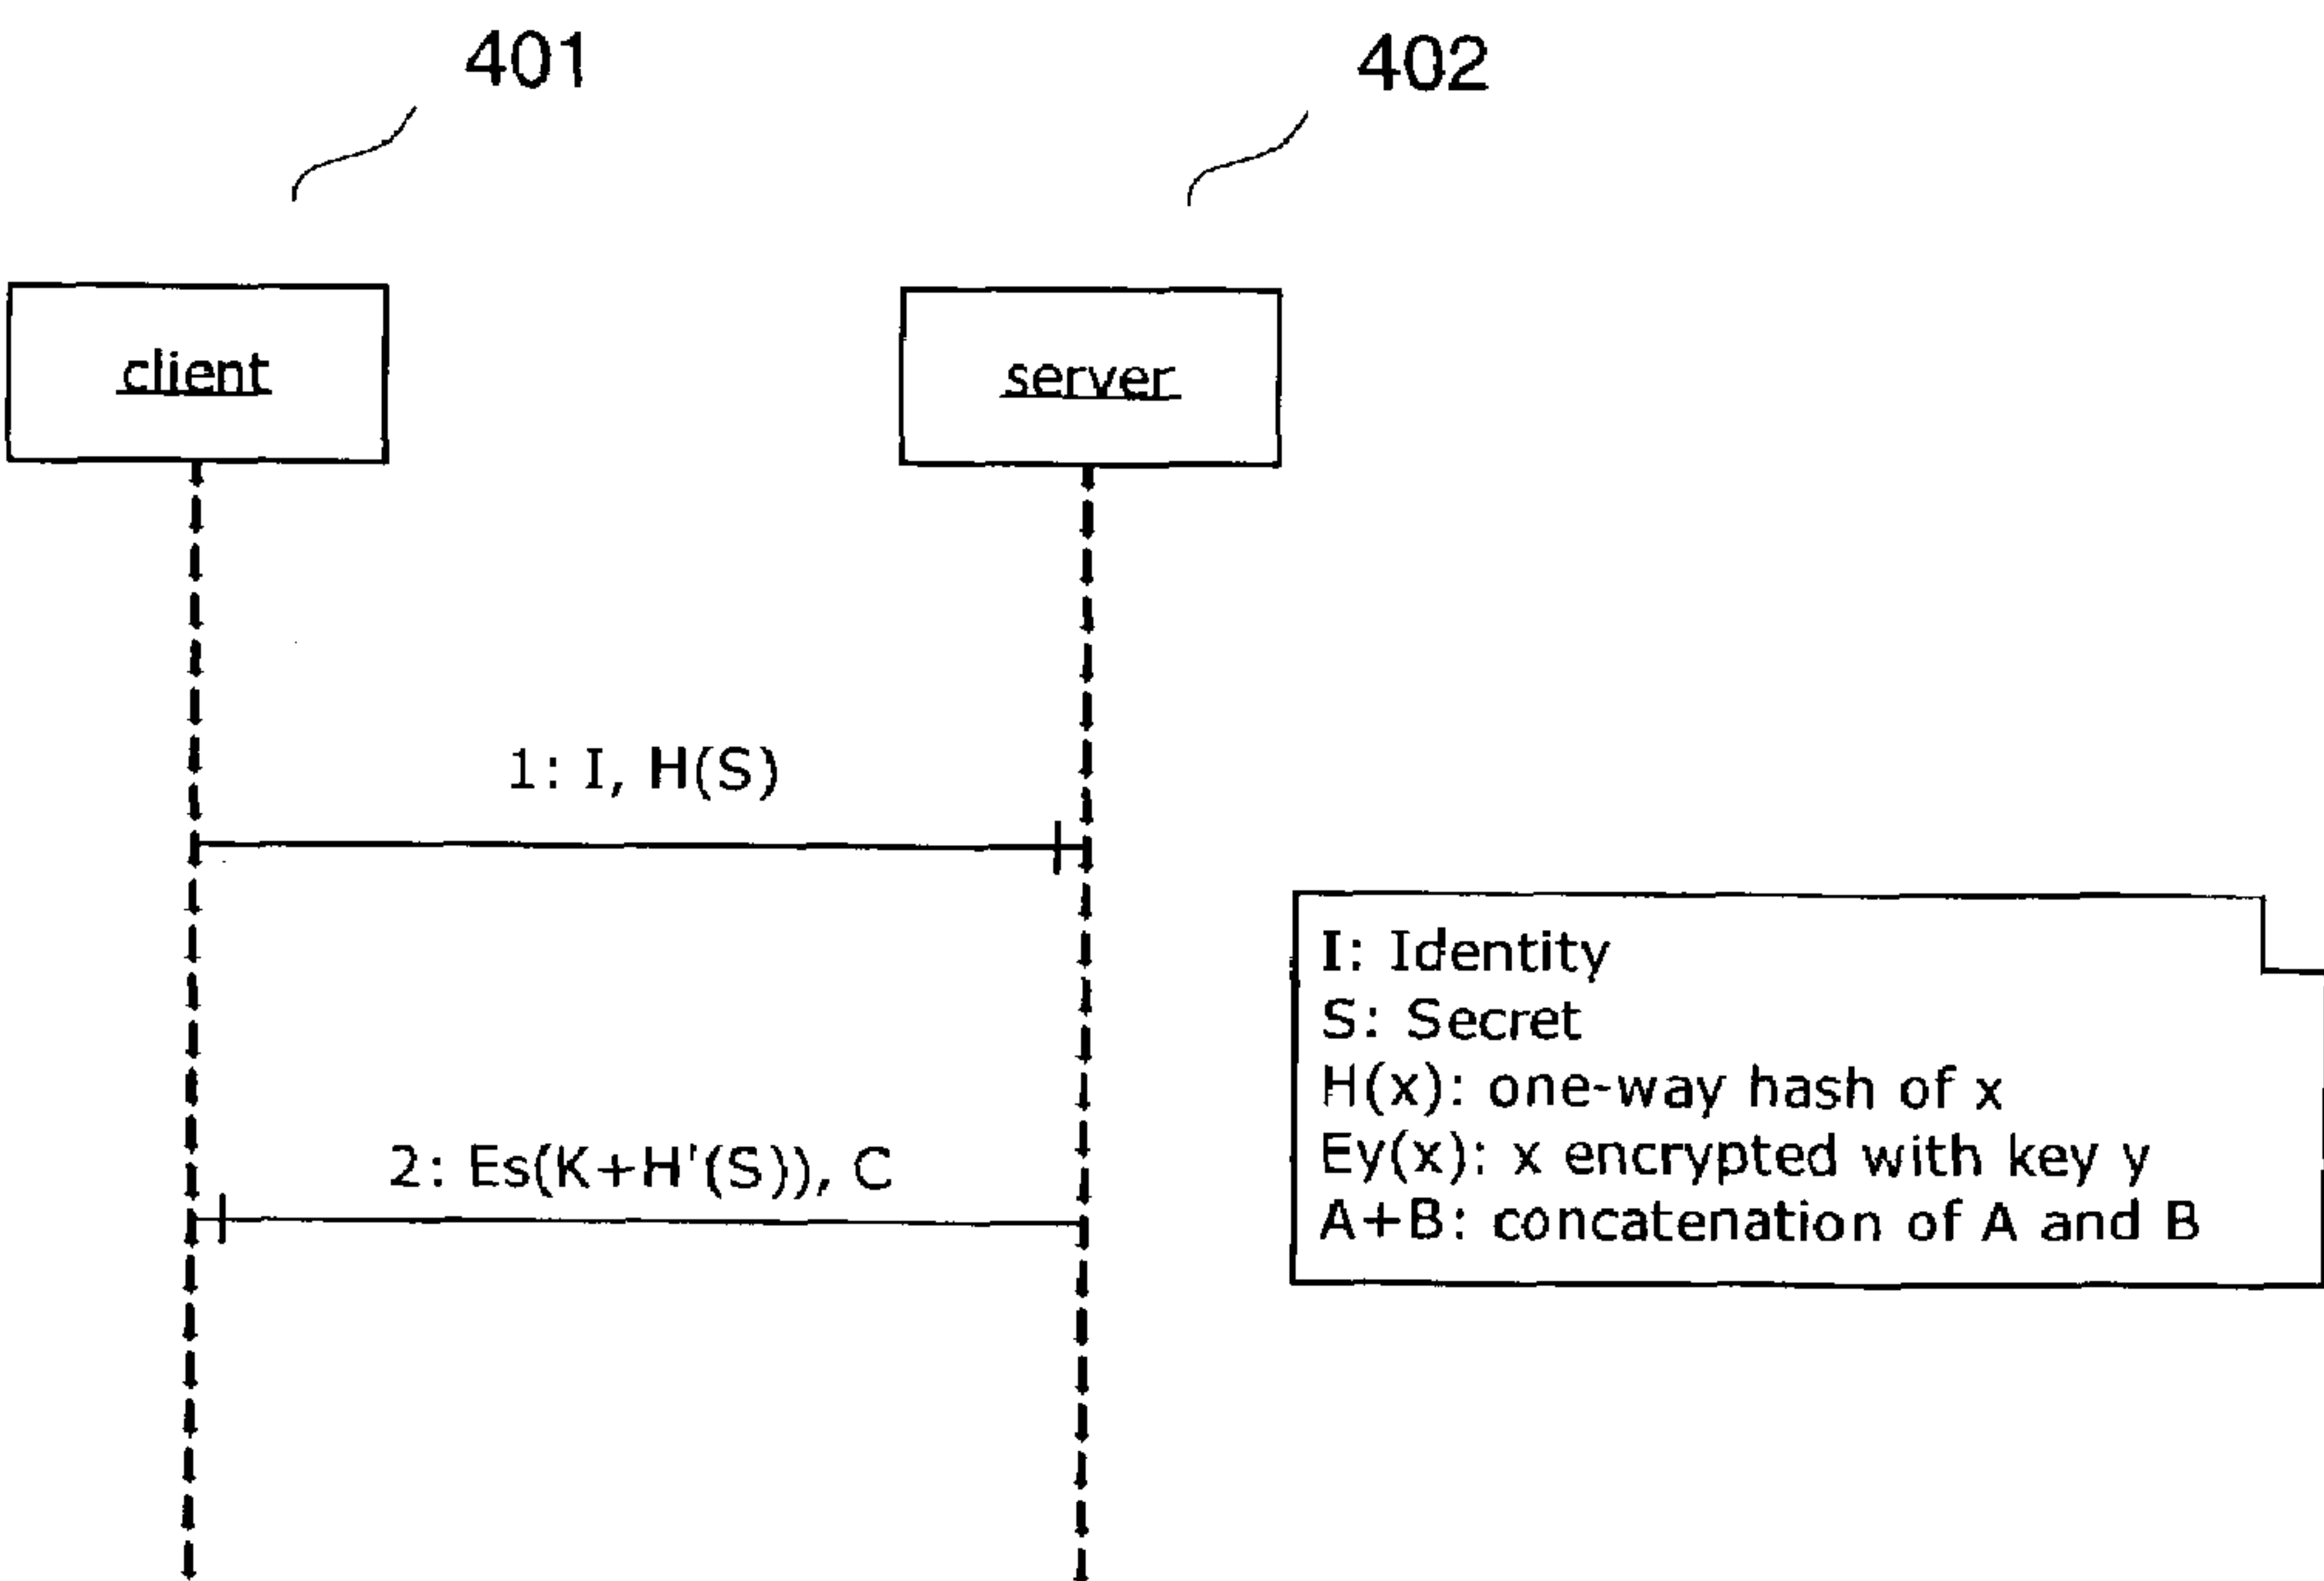 401
402
client
server
1: I, H(S)
2: Es(K+H'(S)), C
I: Identity
S: Secret
H(x): one-way hash of x
Ey(x): x encrypted with key y
A+B: concatenation of A and B